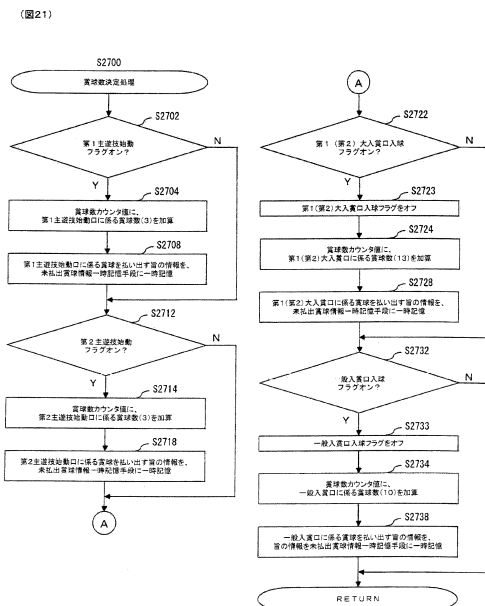 (図21)
S2700
賞球数決定処理
S2702
第1主遊技始動
フラグオン?
N
Y
S2704
賞球数カウンタ値に、
第1主遊技始動口に係る賞球数(3)を加算
S2708
第1主遊技始動口に係る賞球を払い出す旨の情報を、
未払出賞球情報一時記憶手段に一時記憶
S2712
第2主遊技始動
フラグオン?
N
Y
S2714
賞球数カウンタ値に、
第2主遊技始動口に係る賞球数(3)を加算
S2718
第2主遊技始動口に係る賞球を払い出す旨の情報を、
未払出賞球情報一時記憶手段に一時記憶
A
A
S2722
第1(第2)大入賞口入球
フラグオン?
N
Y
S2723
第1(第2)大入賞口入球フラグをオフ
S2724
賞球数カウンタ値に、
第1(第2)大入賞口に係る賞球数(13)を加算
S2728
第1(第2)大入賞口に係る賞球を払い出す旨の情報を、
未払出賞球情報一時記憶手段に一時記憶
S2732
一般入賞口入球
フラグオン?
N
Y
S2733
一般入賞口入球フラグをオフ
S2734
賞球数カウンタ値に、
一般入賞口に係る賞球数(10)を加算
S2738
一般入賞口に係る賞球を払い出す旨の情報を、
旨の情報を未払出賞球情報一時記憶手段に一時記憶
RETURN